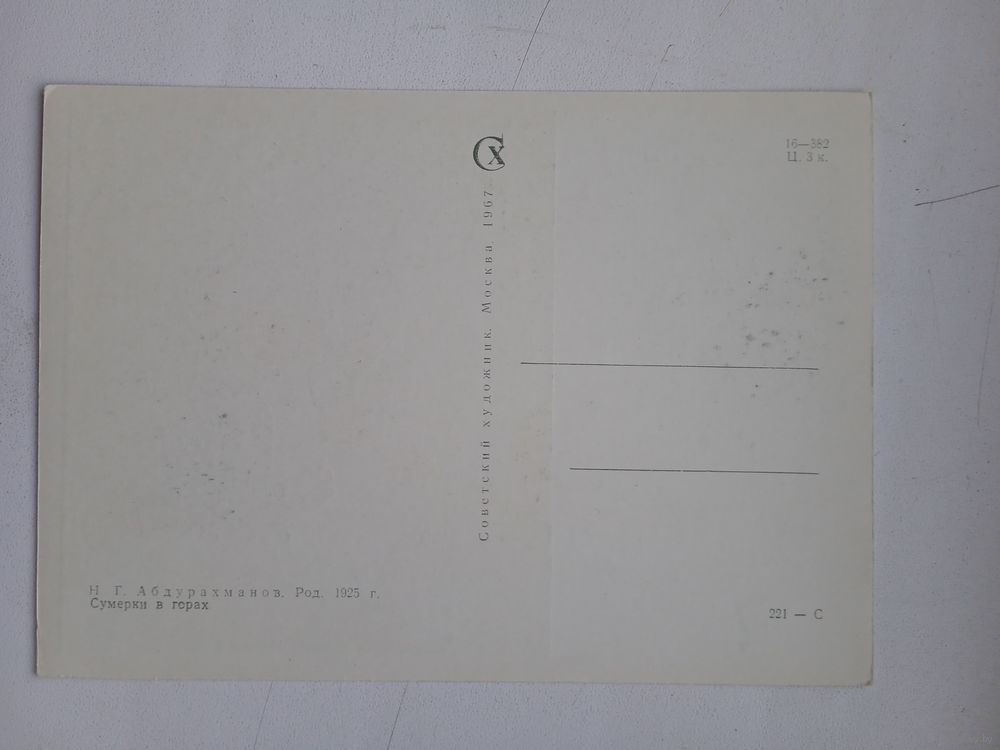 Н Г. Абдурахманов. Род. 1925 г.
Сумерки в горах
Советский художник. Москва. 1967.
СХ
16—382
Ц. 3 к.
221 — С